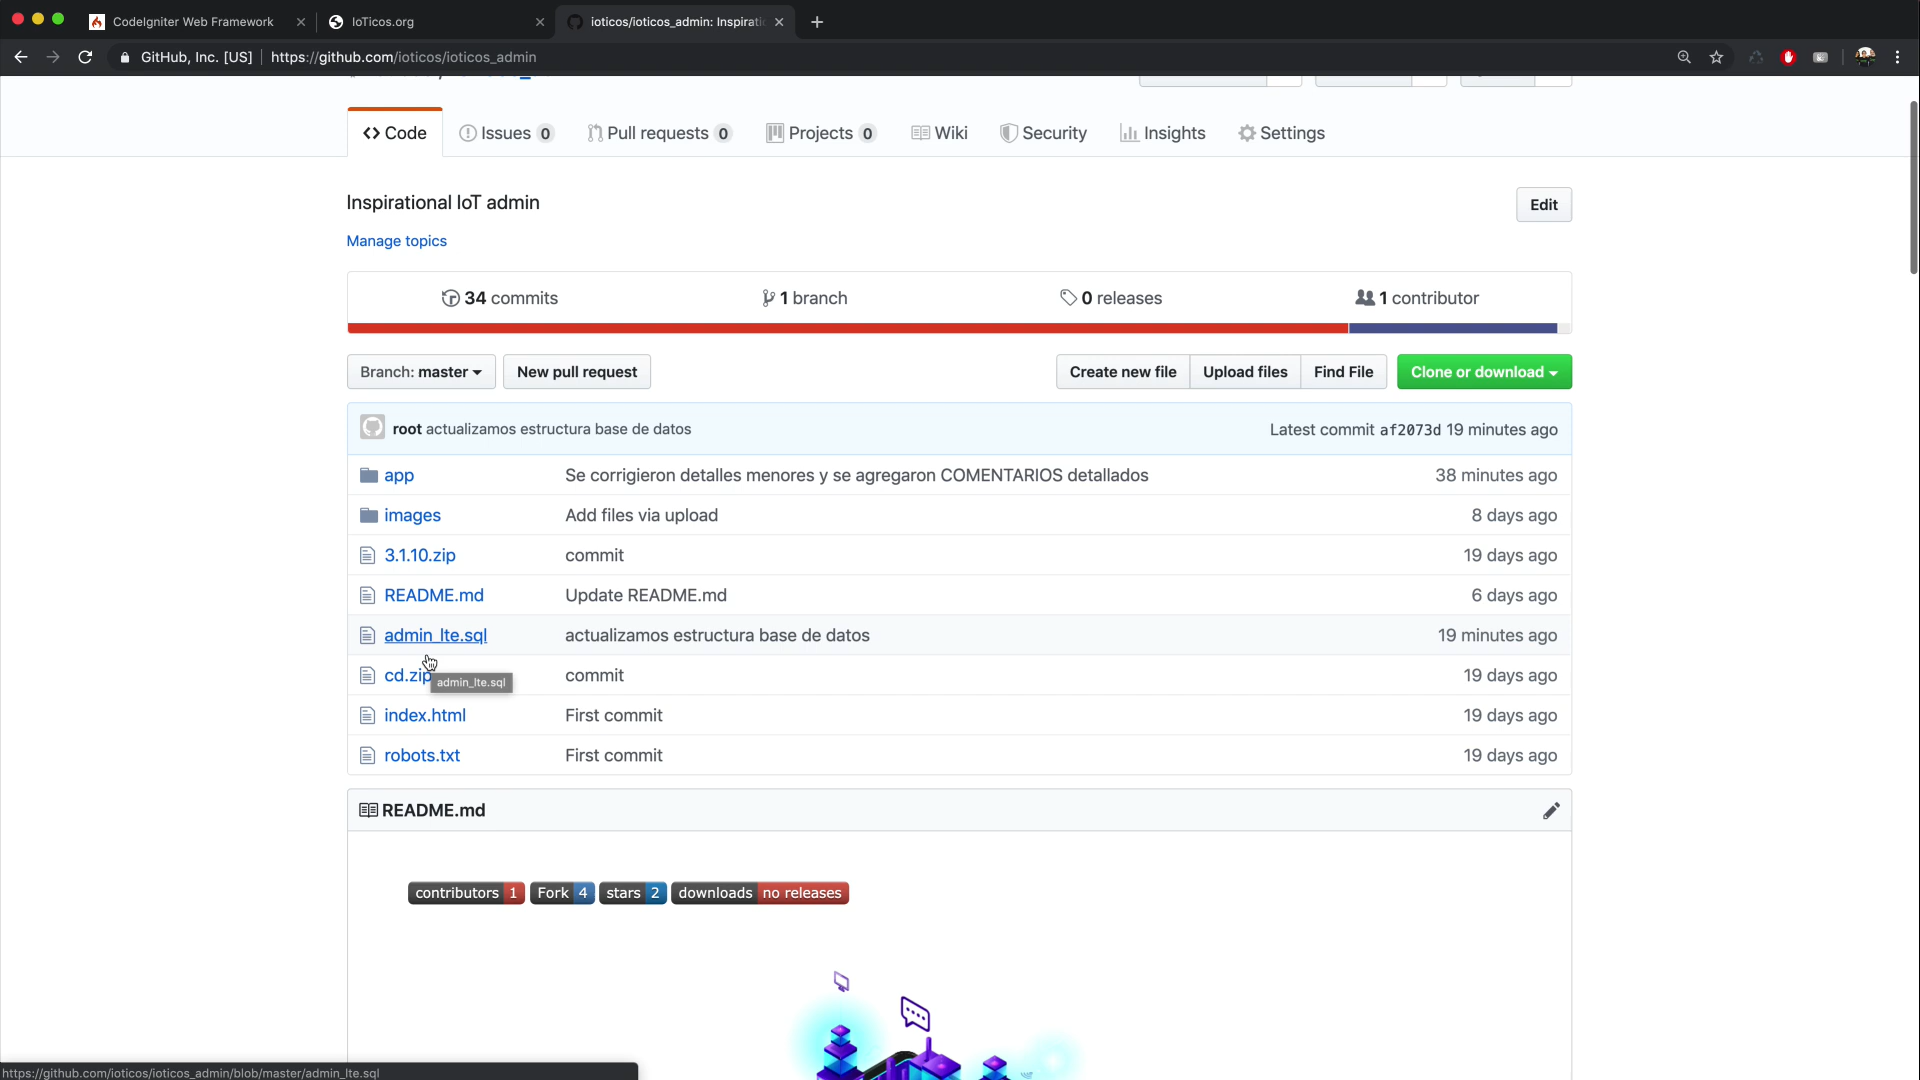 CodeIgniter Web Framework
IoTicos.org
ioticos/ioticos_admin: Inspirati
GitHub, Inc. [US] https://github.com/ioticos/ioticos_admin
Code Issues 0 Pull requests 0 Projects 0 Wiki Security Insights Settings
Inspirational IoT admin
Edit
Manage topics
34 commits 1 branch 0 releases 1 contributor
Branch: master New pull request Create new file Upload files Find File Clone or download
root actualizamos estructura base de datos Latest commit af2073d 19 minutes ago
app Se corrigieron detalles menores y se agregaron COMENTARIOS detallados 38 minutes ago
images Add files via upload 8 days ago
3.1.10.zip commit 19 days ago
README.md Update README.md 6 days ago
admin_lte.sql actualizamos estructura base de datos 19 minutes ago
cd.zip commit 19 days ago
admin_lte.sql
index.html First commit 19 days ago
robots.txt First commit 19 days ago
README.md
contributors 1 Fork 4 stars 2 downloads no releases
https://github.com/ioticos/ioticos_admin/blob/master/admin_lte.sql